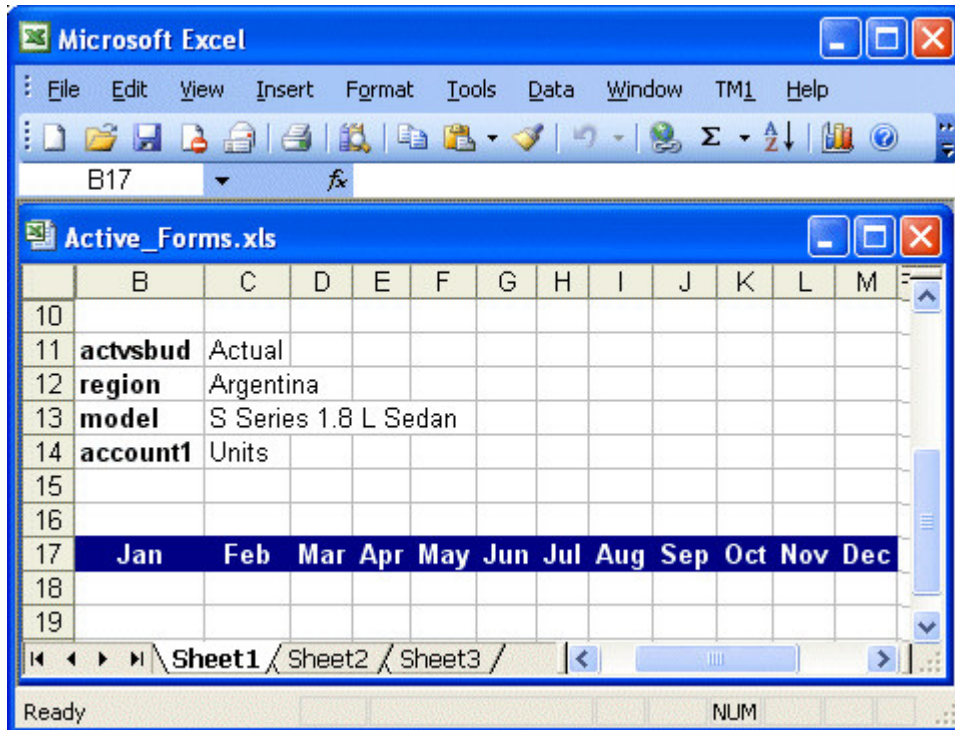 Microsoft Excel
File Edit View Insert Format Tools Data Window TM1 Help
B17 fx
Active_Forms.xls
B C D E F G H I J K L M
10
11 actvsbud Actual
12 region Argentina
13 model S Series 1.8 L Sedan
14 account1 Units
15
16
17 Jan Feb Mar Apr May Jun Jul Aug Sep Oct Nov Dec
18
19
Sheet1 Sheet2 Sheet3
Ready NUM